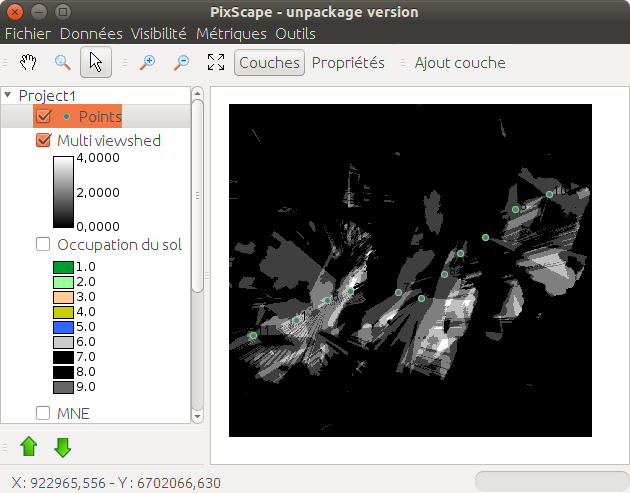 PixScape - unpackage version
Fichier Données Visibilité Métriques Outils
Couches Propriétés Ajout couche
Project1
Points
Multi viewshed
4,0000
2,0000
0,0000
Occupation du sol
1.0
2.0
3.0
4.0
5.0
6.0
7.0
8.0
9.0
MNE
X : 922965,556 - Y : 6702066,630